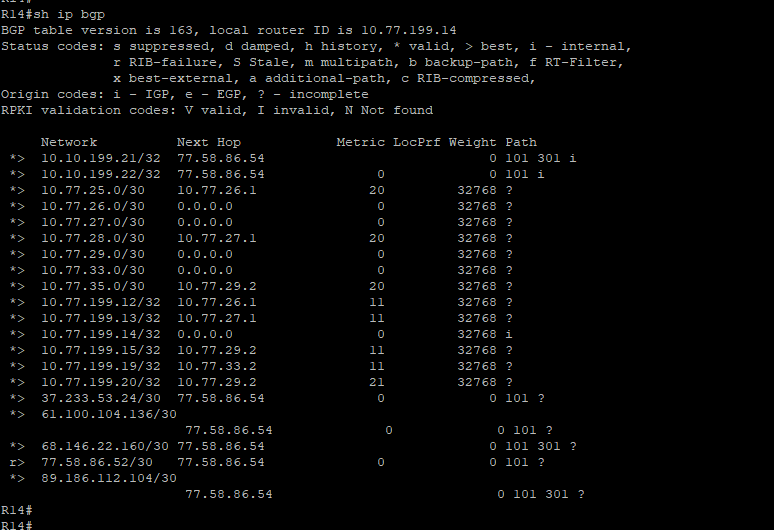 R14#
R14#sh ip bgp
BGP table version is 163, local router ID is 10.77.199.14
Status codes: s suppressed, d damped, h history, * valid, > best, i - internal,
              r RIB-failure, S Stale, m multipath, b backup-path, f RT-Filter,
              x best-external, a additional-path, c RIB-compressed,
Origin codes: i - IGP, e - EGP, ? - incomplete
RPKI validation codes: V valid, I invalid, N Not found

     Network          Next Hop            Metric LocPrf Weight Path
 *>  10.10.199.21/32  77.58.86.54                            0 101 301 i
 *>  10.10.199.22/32  77.58.86.54              0             0 101 i
 *>  10.77.25.0/30    10.77.26.1              20         32768 ?
 *>  10.77.26.0/30    0.0.0.0                  0         32768 ?
 *>  10.77.27.0/30    0.0.0.0                  0         32768 ?
 *>  10.77.28.0/30    10.77.27.1              20         32768 ?
 *>  10.77.29.0/30    0.0.0.0                  0         32768 ?
 *>  10.77.33.0/30    0.0.0.0                  0         32768 ?
 *>  10.77.35.0/30    10.77.29.2              20         32768 ?
 *>  10.77.199.12/32  10.77.26.1              11         32768 ?
 *>  10.77.199.13/32  10.77.27.1              11         32768 ?
 *>  10.77.199.14/32  0.0.0.0                  0         32768 i
 *>  10.77.199.15/32  10.77.29.2              11         32768 ?
 *>  10.77.199.19/32  10.77.33.2              11         32768 ?
 *>  10.77.199.20/32  10.77.29.2              21         32768 ?
 *>  37.233.53.24/30  77.58.86.54              0             0 101 ?
 *>  61.100.104.136/30
                       77.58.86.54              0             0 101 ?
 *>  68.146.22.160/30 77.58.86.54                            0 101 301 ?
 r>  77.58.86.52/30   77.58.86.54              0             0 101 ?
 *>  89.186.112.104/30
                       77.58.86.54                            0 101 301 ?
R14#
R14#